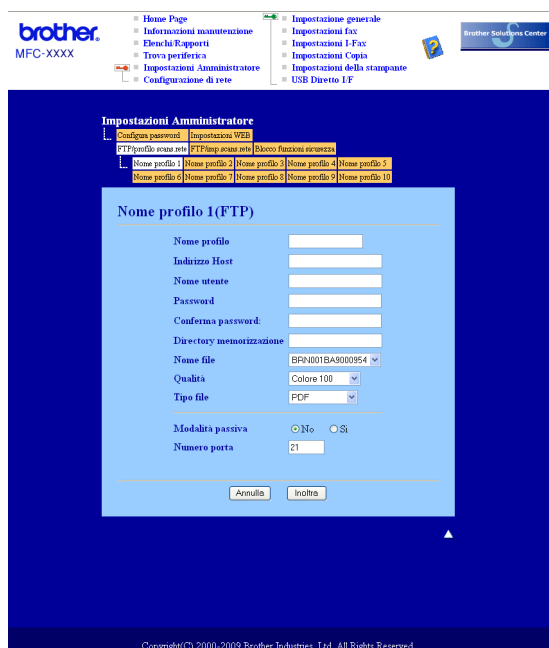 brother.
MFC-XXXX
Home Page
Informazioni manutenzione
Elenchi/Rapporti
Trova periferica
Impostazioni Amministratore
Configurazione di rete
Impostazione generale
Impostazioni fax
Impostazioni I-Fax
Impostazioni Copia
Impostazioni della stampante
USB Diretto I/F
Brother Solutions Center
Impostazioni Amministratore
Configura password Impostazioni WEB
FTP/profilo scans.rete FTP/imp.scans.rete Blocco funzioni sicurezza
Nome profilo 1 Nome profilo 2 Nome profilo 3 Nome profilo 4 Nome profilo 5
Nome profilo 6 Nome profilo 7 Nome profilo 8 Nome profilo 9 Nome profilo 10
Nome profilo 1(FTP)
Nome profilo
Indirizzo Host
Nome utente
Password
Conferma password:
Directory memorizzazione
Nome file BRN001BA9000954
Qualità Colore 100
Tipo file PDF
Modalità passiva No Sì
Numero porta 21
Annulla Inoltra
Copyright(C) 2000-2009 Brother Industries, Ltd. All Rights Reserved.